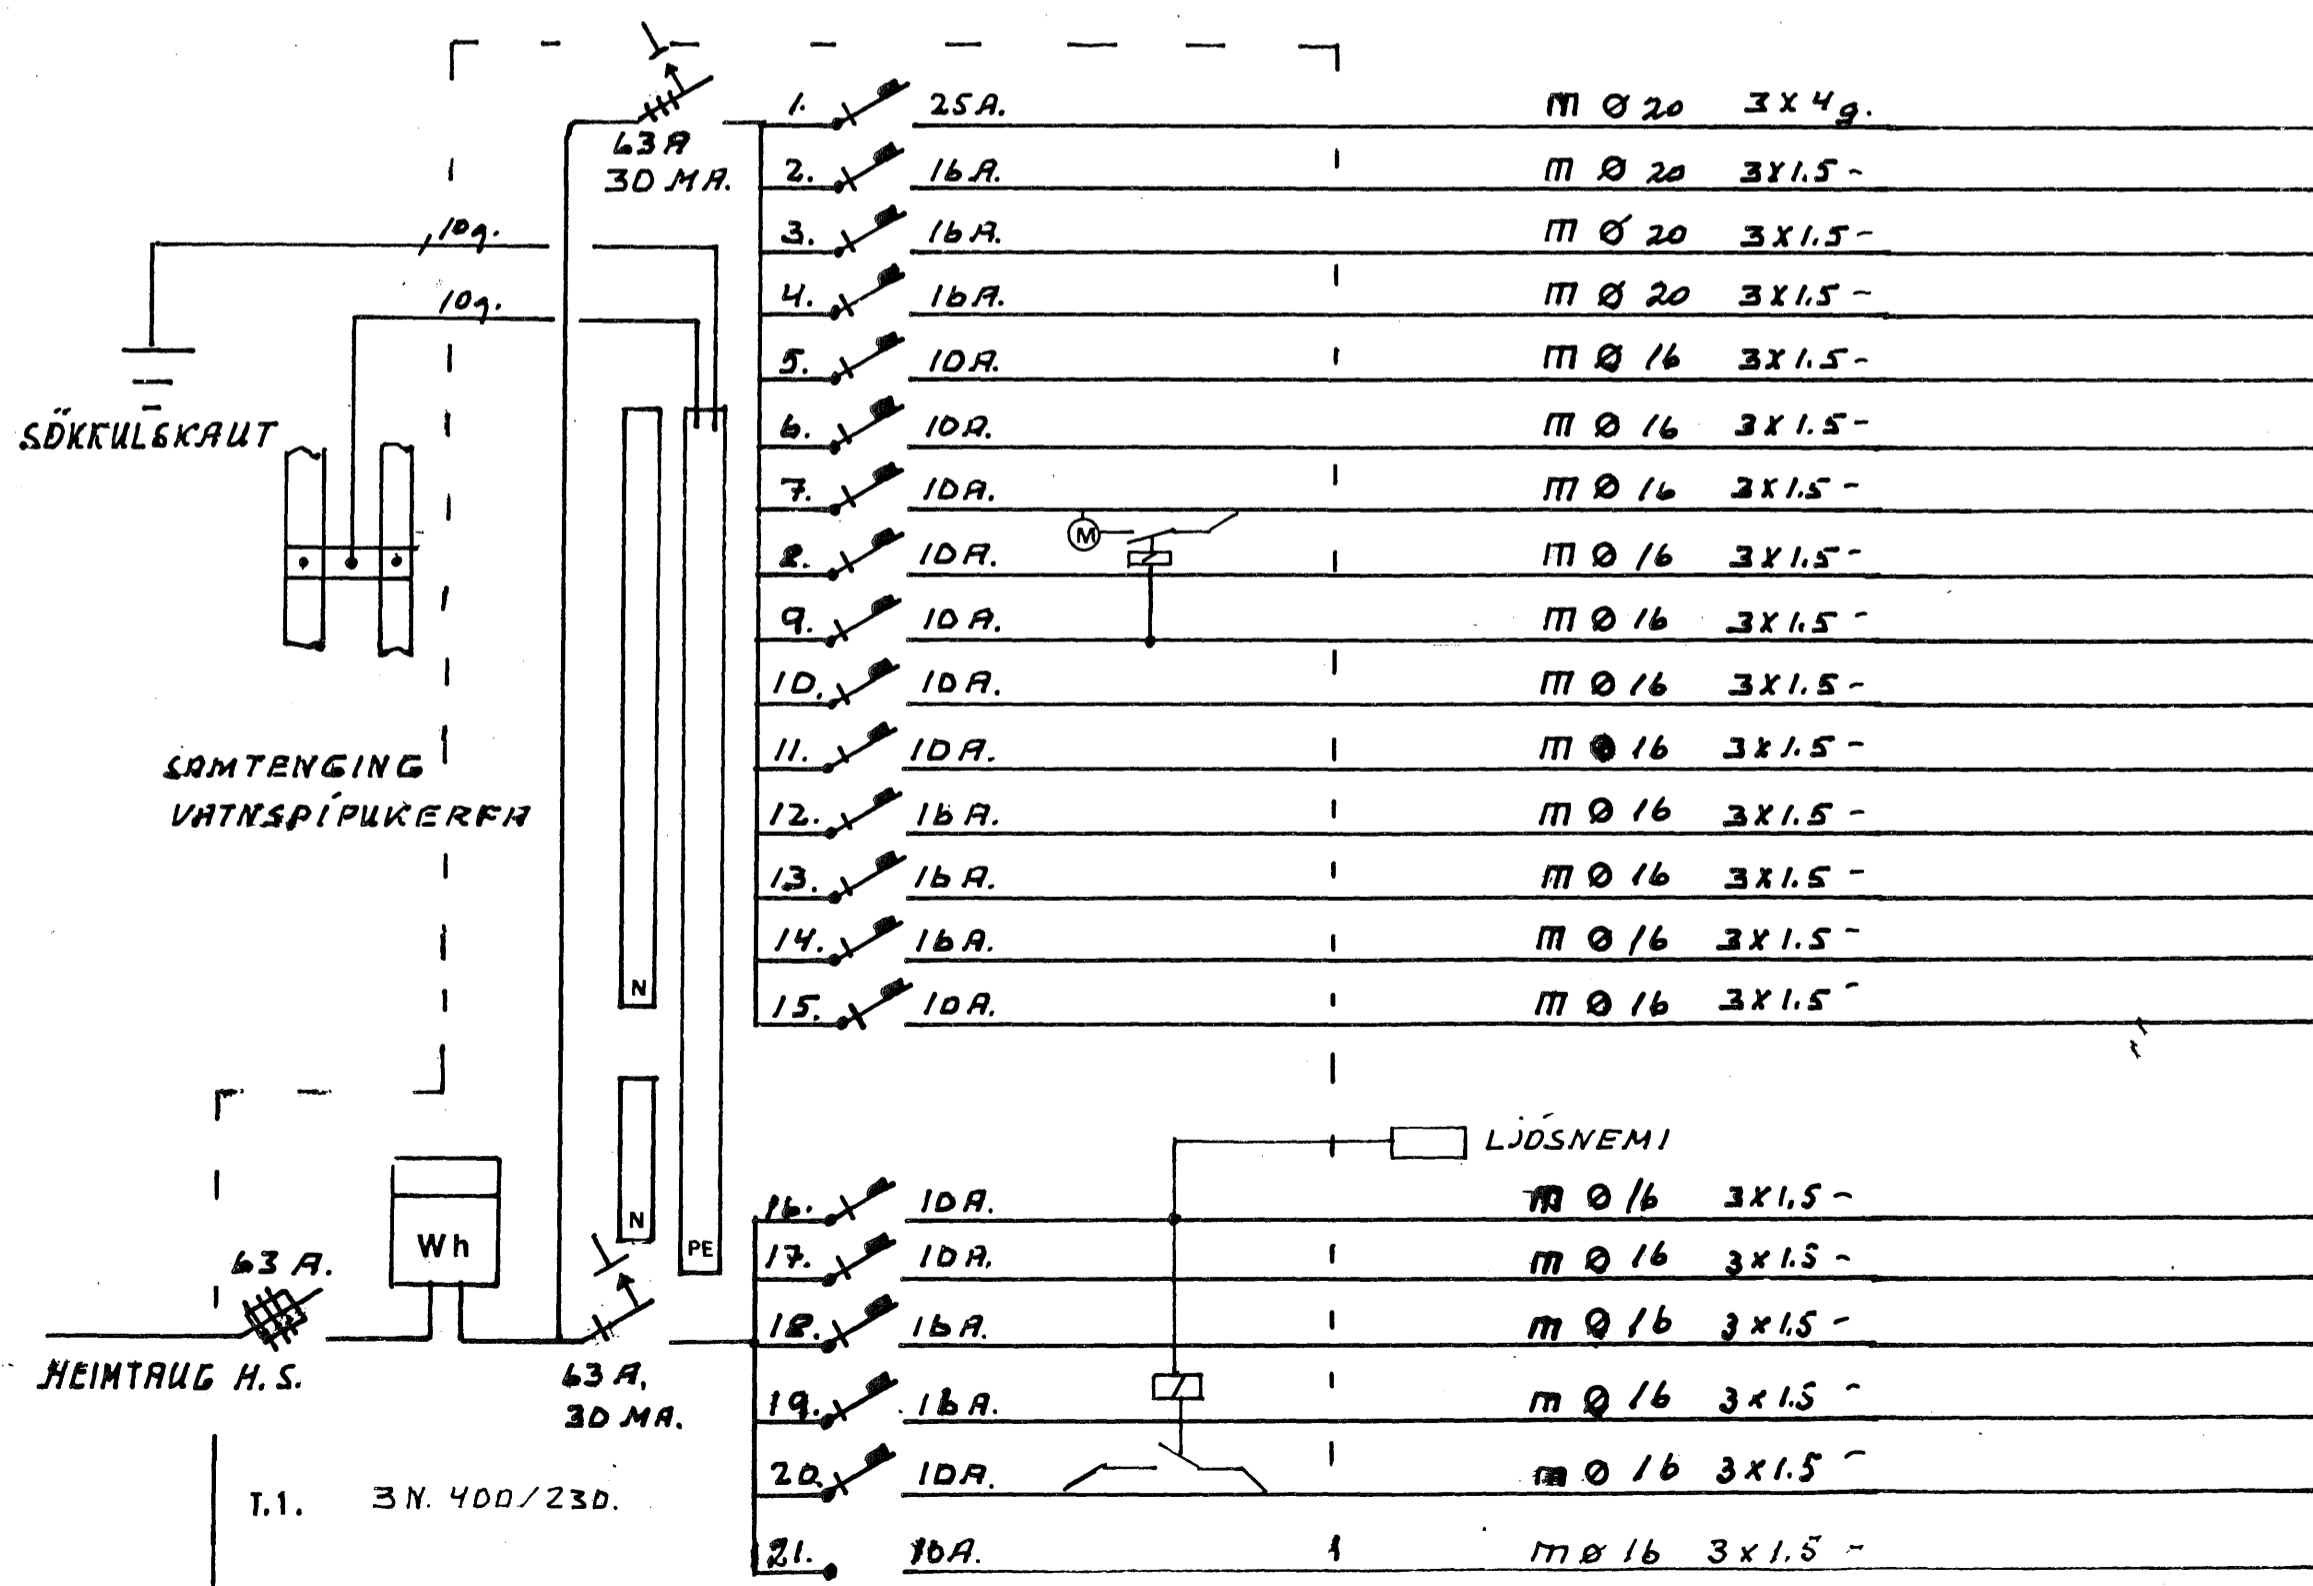 1. 25A. m Ø 20 3x4g.
63A
30 MA.
2. 16A. m Ø 20 3x1.5-
10g.
3. 16A. m Ø 20 3x1.5-
10g.
4. 16A. m Ø 20 3x1.5-
5. 10A. m Ø 16 3x1.5-
SÖKKULSKAUT
6. 10A. m Ø 16 3x1.5-
7. 10A. m Ø 16 3x1.5-
M
8. 10A. m Ø 16 3x1.5-
9. 10A. m Ø 16 3x1.5-
10. 10A. m Ø 16 3x1.5-
SAMTENGING
VATNSPÍPUKERFA
11. 10A. m Ø 16 3x1.5-
12. 16A. m Ø 16 3x1.5-
13. 16A. m Ø 16 3x1.5-
14. 16A. m Ø 16 3x1.5-
N
15. 10A. m Ø 16 3x1.5-
LJÓSNEMI
16. 10A. m Ø 16 3x1.5-
N
Wh
PE
17. 10A. m Ø 16 3x1.5-
63 A.
18. 16A. m Ø 16 3x1.5-
HEIMTAUG H.S.
63 A.
30 MA.
19. 16A. m Ø 16 3x1.5-
20. 10A. m Ø 16 3x1.5-
T.1. 3N. 400/230.
21. 10A. m Ø 16 3x1.5-